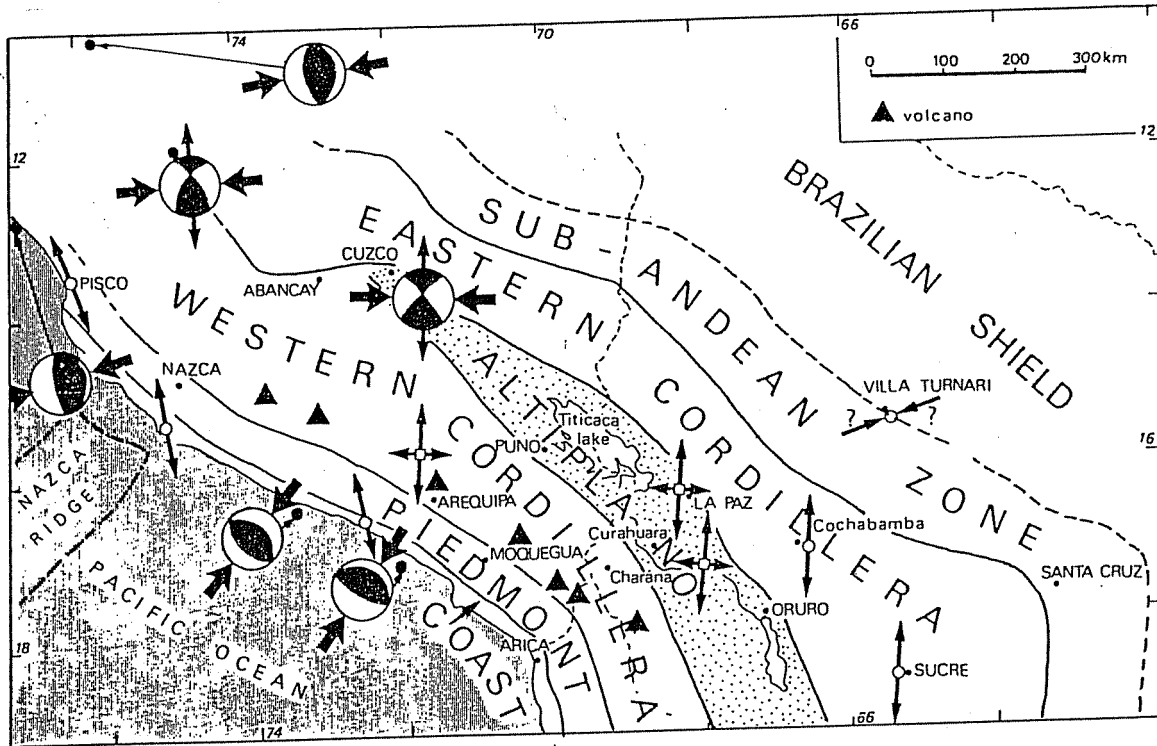 74
70
66
0 100 200 300 km
volcano
12
12
BRAZILIAN SHIELD
SUB-ANDEAN ZONE
EASTERN CORDILLERA
CUZCO
ABANCAY
PISCO
WESTERN CORDILLERA
ALTIPLANO
NAZCA
VILLA TURNARI
? ?
Titicaca
lake
PUNO
16
NAZCA
RIDGE
AREQUIPA
LA PAZ
PIEDMONT
Cochabamba
Curahuara
MOQUEGUA
Charana
SANTA CRUZ
PACIFIC OCEAN
COAST
ORURO
ARICA
18
SUCRE
74
66